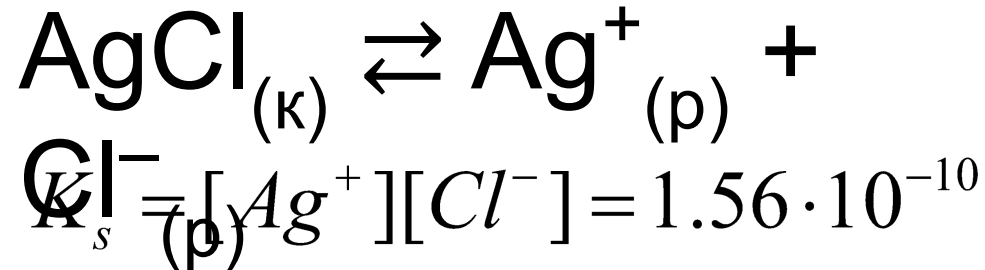 AgCl(к) ⇄ Ag⁺(р) +
Cl⁻(р)
Kₛ = [Ag⁺][Cl⁻] = 1.56·10⁻¹⁰